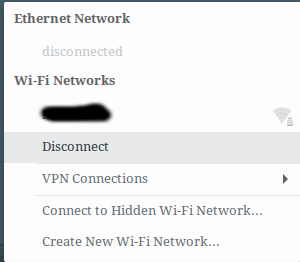 Ethernet Network
disconnected
Wi-Fi Networks
Disconnect
VPN Connections
Connect to Hidden Wi-Fi Network...
Create New Wi-Fi Network...